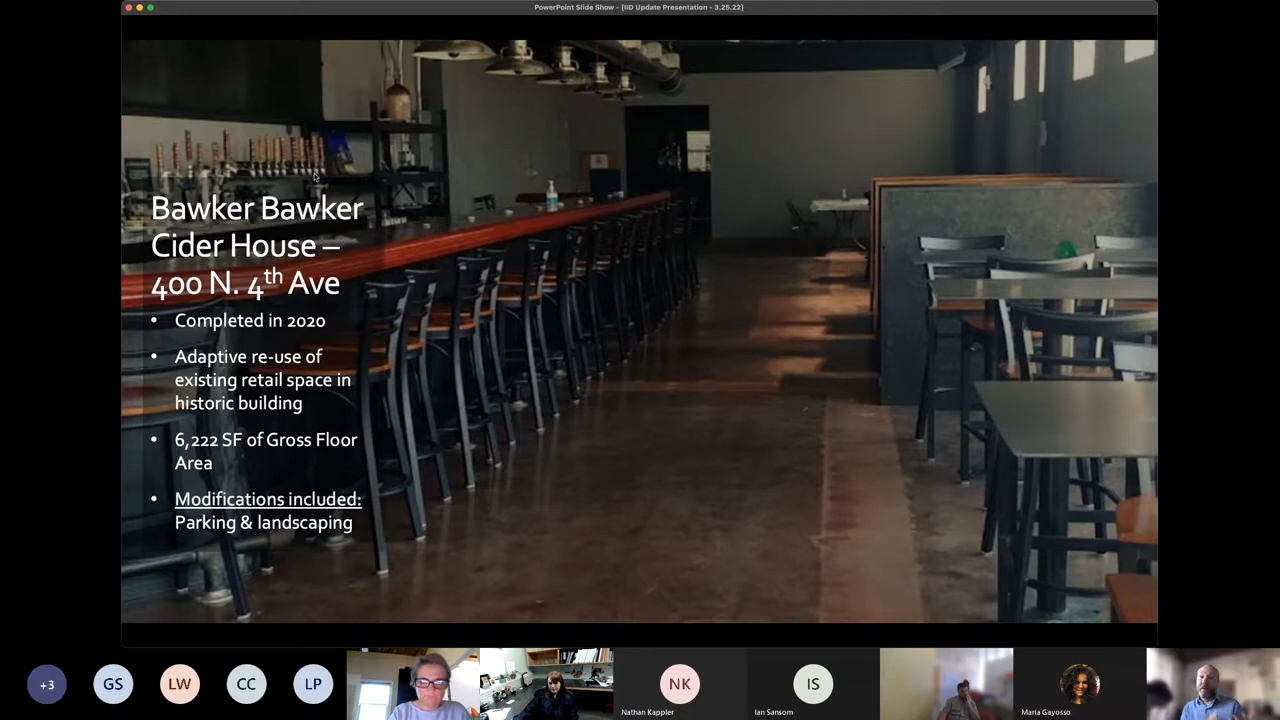 PowerPoint Slide Show - [IID Update Presentation - 3.25.22]
Bawker Bawker
Cider House –
400 N. 4th Ave
• Completed in 2020
• Adaptive re-use of
existing retail space in
historic building
• 6,222 SF of Gross Floor
Area
• Modifications included:
Parking & landscaping
+3
GS
LW
CC
LP
NK
Nathan Kappler
IS
Ian Sansom
Maria Gayosso